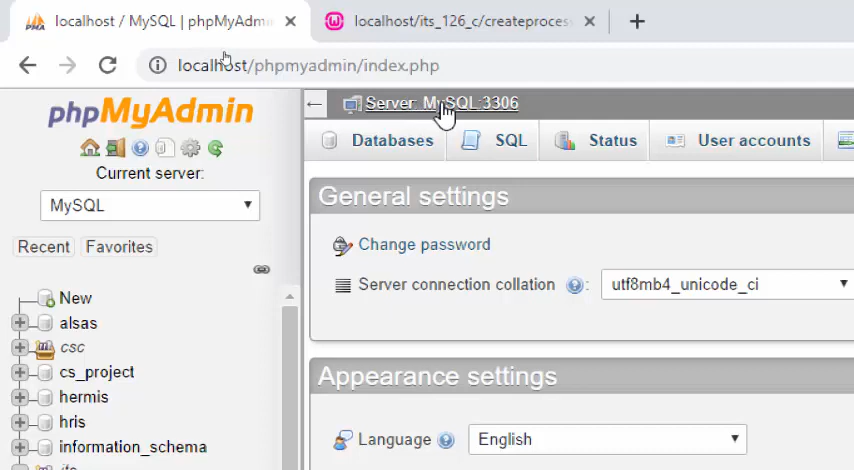 localhost / MySQL | phpMyAdmin
localhost/its_126_c/createproces
localhost/phpmyadmin/index.php
phpMyAdmin
Current server:
MySQL
Recent Favorites
New
alsas
csc
cs_project
hermis
hris
information_schema
Server: MySQL:3306
Databases SQL Status User accounts
General settings
Change password
Server connection collation : utf8mb4_unicode_ci
Appearance settings
Language English